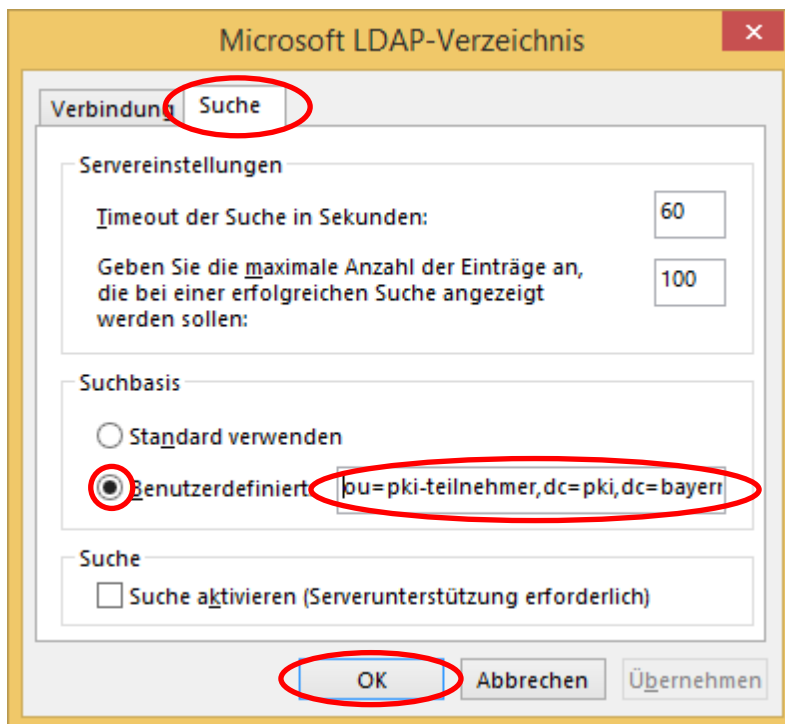 Microsoft LDAP-Verzeichnis
Verbindung Suche
Servereinstellungen
Timeout der Suche in Sekunden: 60
Geben Sie die maximale Anzahl der Einträge an, 100
die bei einer erfolgreichen Suche angezeigt
werden sollen:
Suchbasis
Standard verwenden
Benutzerdefiniert ou=pki-teilnehmer,dc=pki,dc=bayern
Suche
Suche aktivieren (Serverunterstützung erforderlich)
OK Abbrechen Übernehmen